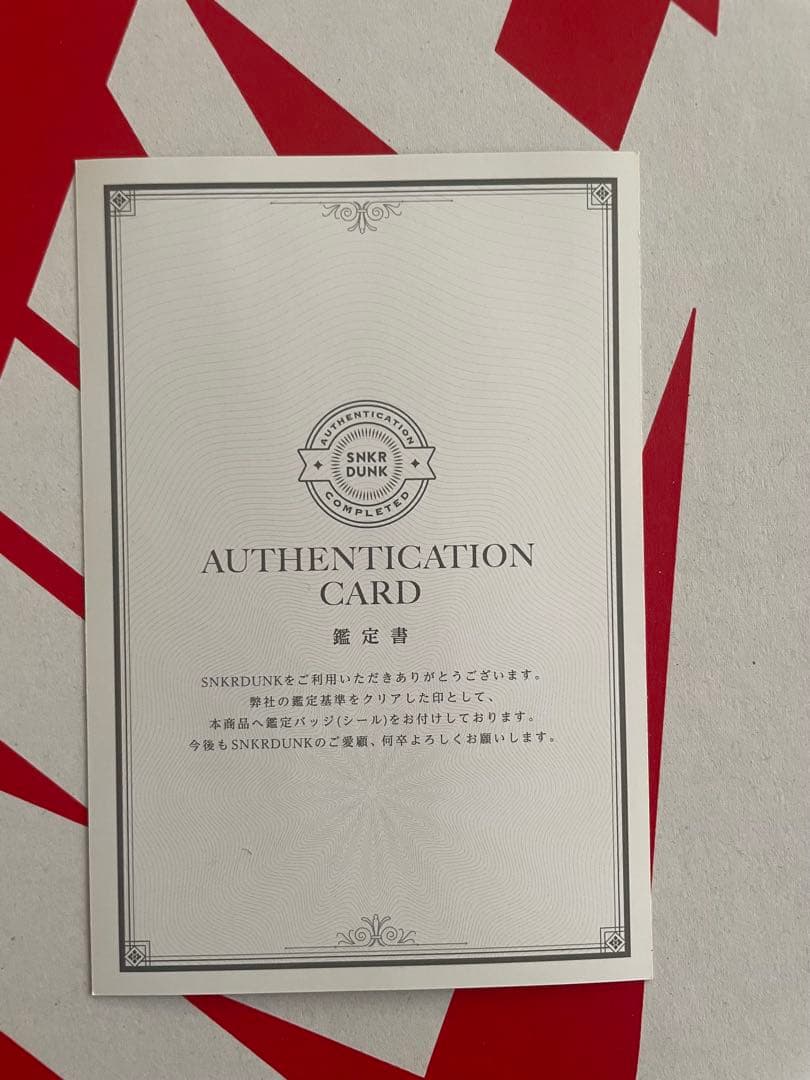 AUTHENTICATION
SNKR
DUNK
COMPLETED
AUTHENTICATION
CARD
鑑定書
SNKRDUNKをご利用いただきありがとうございます。
弊社の鑑定基準をクリアした印として、
本商品へ鑑定バッジ(シール)をお付けしております。
今後もSNKRDUNKのご愛顧、何卒よろしくお願いします。